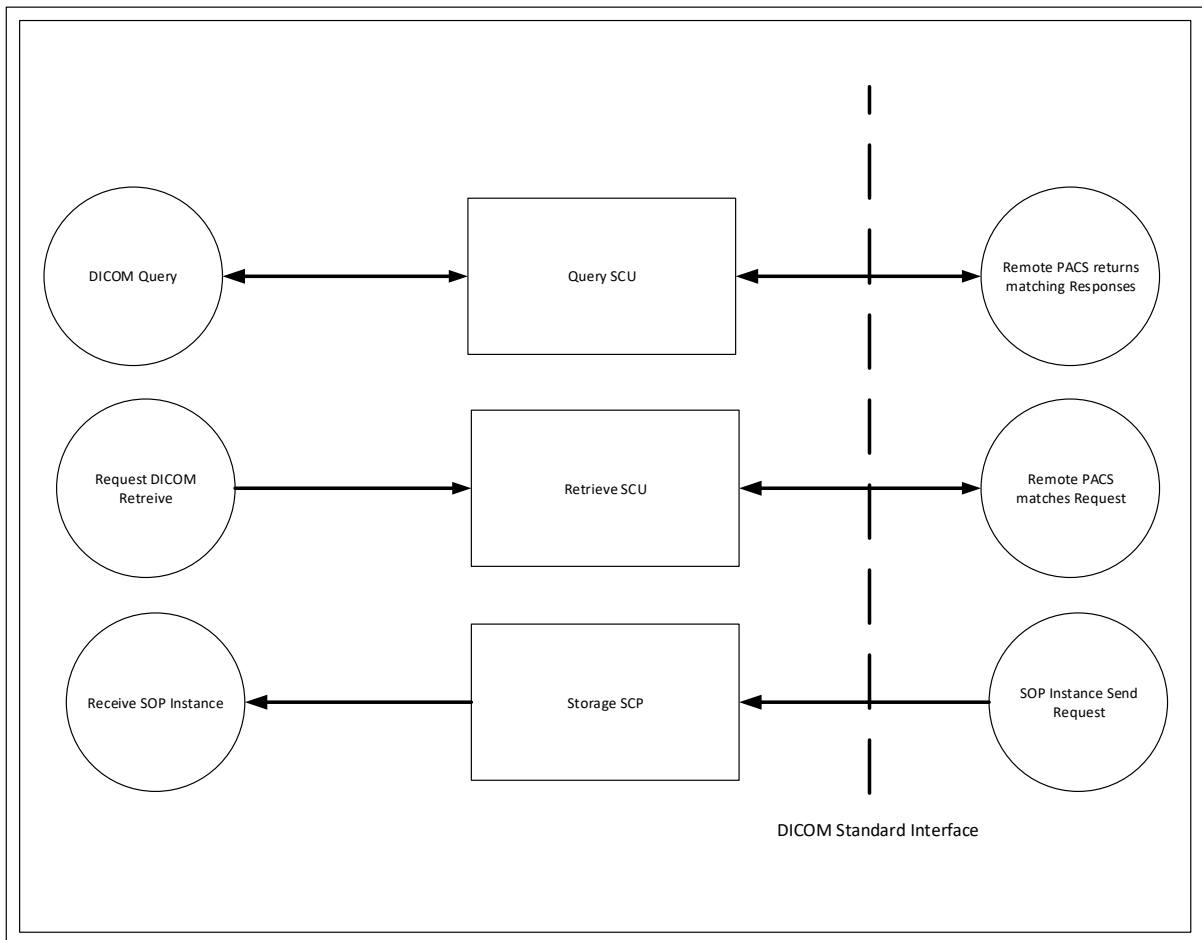 DICOM Query
Query SCU
Remote PACS returns
matching Responses
Request DICOM
Retreive
Retrieve SCU
Remote PACS
matches Request
Receive SOP Instance
Storage SCP
SOP Instance Send
Request
DICOM Standard Interface